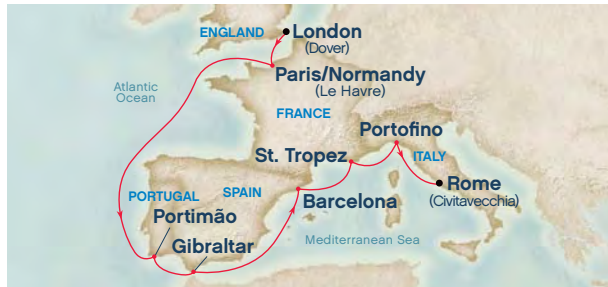 ENGLAND
London
(Dover)
Paris/Normandy
(Le Havre)
Atlantic
Ocean
FRANCE
Portofino
St. Tropez
ITALY
PORTUGAL
SPAIN
Rome
(Civitavecchia)
Barcelona
Portimão
Gibraltar
Mediterranean Sea